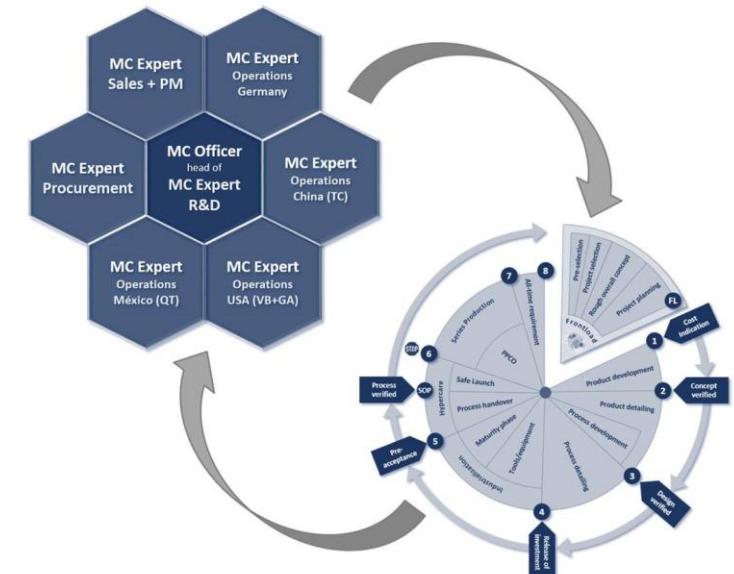 MC Expert
Sales + PM
MC Expert
Operations
Germany
MC Expert
Procurement
MC Officer
head of
MC Expert
R&D
MC Expert
Operations
China (TC)
MC Expert
Operations
México (QT)
MC Expert
Operations
USA (VB+GA)
Pre-selection
Project selection
Rough overall concept
Project planning
Frontload
FL
1
Cost
indication
Product development
2
Concept
verified
Product detailing
Process development
3
Design
verified
Process detailing
4
Release of
investment
Tools/equipment
Maturity phase
Industrialization
5
Pre-
acceptance
Process handover
Safe Launch
Hypercare
SOP
Process
verified
STOP
6
Series Production
PPCO
7
All-time requirement
8